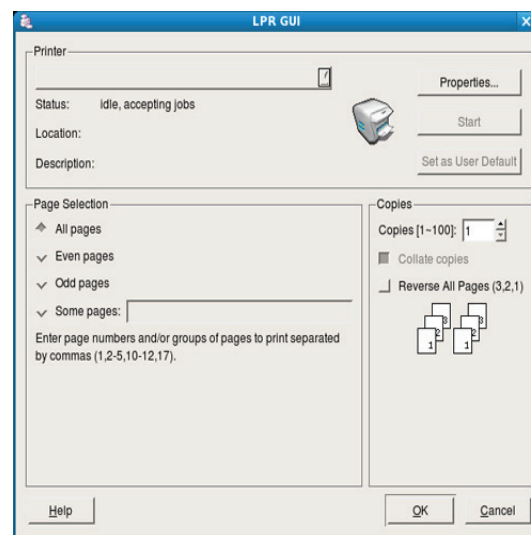 LPR GUI
Printer
Properties...
Status: idle, accepting jobs
Start
Location:
Description:
Set as User Default
Page Selection
All pages
Even pages
Odd pages
Some pages:
Enter page numbers and/or groups of pages to print separated
by commas (1,2-5,10-12,17).
Copies
Copies [1~100]: 1
Collate copies
Reverse All Pages (3,2,1)
3 3
2 2
1 1
Help
OK
Cancel